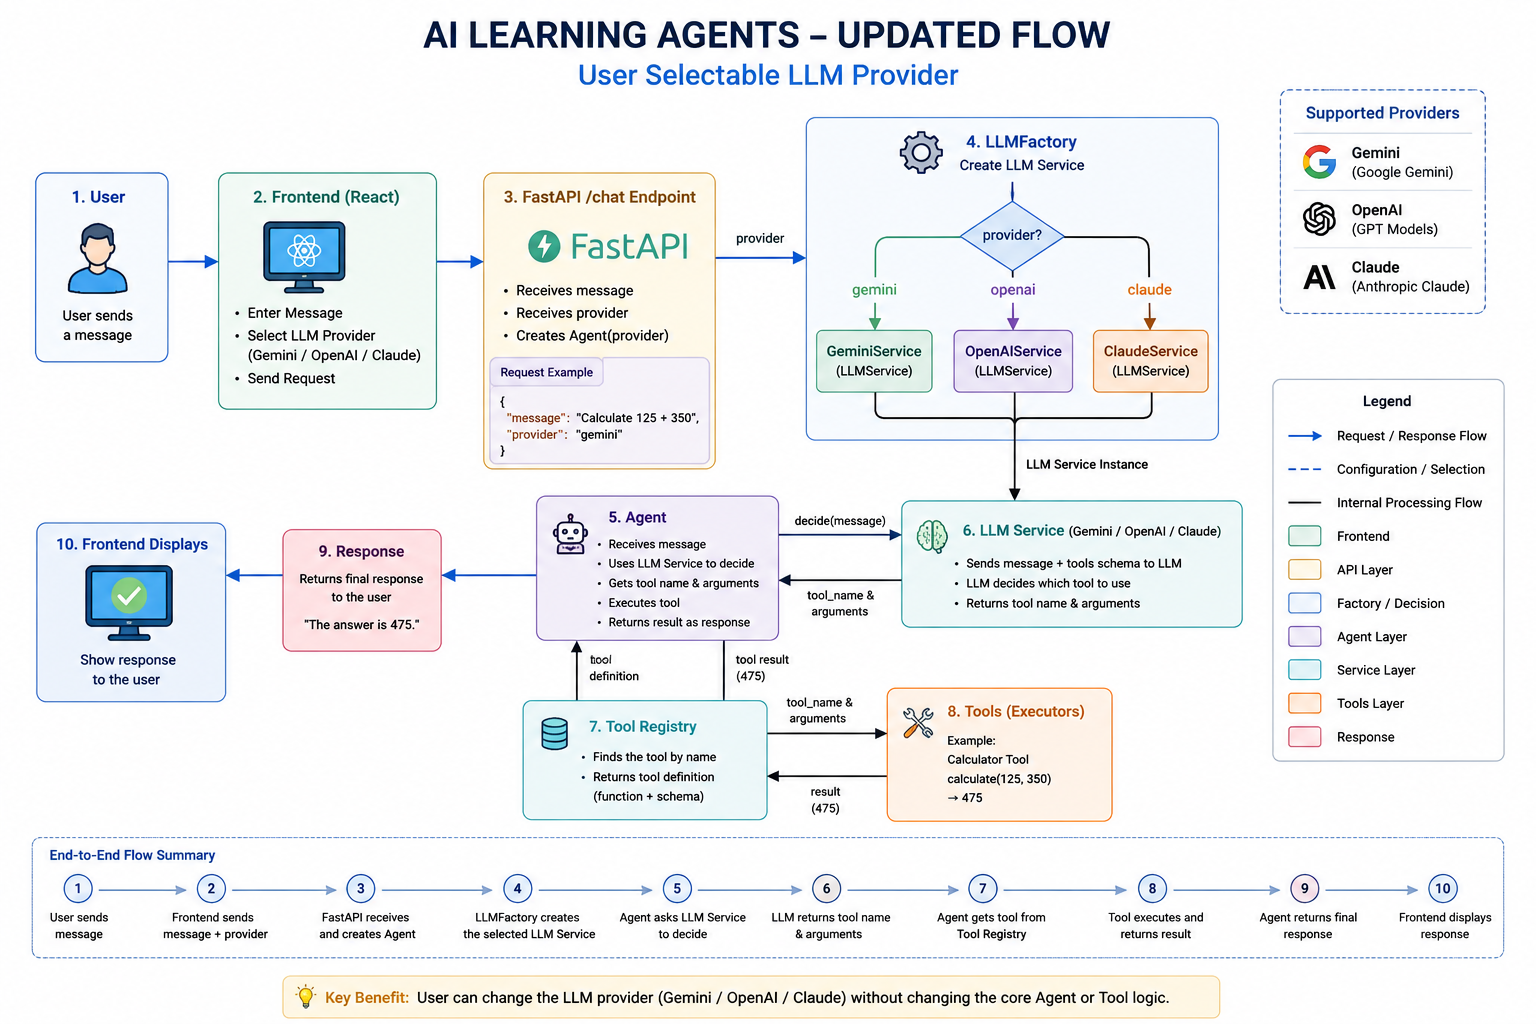 AI LEARNING AGENTS – UPDATED FLOW
User Selectable LLM Provider
1. User
User sends
a message
2. Frontend (React)
• Enter Message
• Select LLM Provider
(Gemini / OpenAI / Claude)
• Send Request
3. FastAPI /chat Endpoint
FastAPI
• Receives message
• Receives provider
• Creates Agent(provider)
Request Example
{
"message": "Calculate 125 + 350",
"provider": "gemini"
}
provider
4. LLMFactory
Create LLM Service
provider?
gemini
openai
claude
GeminiService
(LLMService)
OpenAIService
(LLMService)
ClaudeService
(LLMService)
LLM Service Instance
Supported Providers
Gemini
(Google Gemini)
OpenAI
(GPT Models)
Claude
(Anthropic Claude)
Legend
Request / Response Flow
Configuration / Selection
Internal Processing Flow
Frontend
API Layer
Factory / Decision
Agent Layer
Service Layer
Tools Layer
Response
10. Frontend Displays
Show response
to the user
9. Response
Returns final response
to the user
"The answer is 475."
5. Agent
• Receives message
• Uses LLM Service to decide
• Gets tool name & arguments
• Executes tool
• Returns result as response
decide(message)
tool_name &
arguments
6. LLM Service (Gemini / OpenAI / Claude)
• Sends message + tools schema to LLM
• LLM decides which tool to use
• Returns tool name & arguments
tool
definition
tool result
(475)
7. Tool Registry
• Finds the tool by name
• Returns tool definition
(function + schema)
tool_name &
arguments
result
(475)
8. Tools (Executors)
Example:
Calculator Tool
calculate(125, 350)
→ 475
End-to-End Flow Summary
1
2
3
4
5
6
7
8
9
10
User sends
message
Frontend sends
message + provider
FastAPI receives
and creates Agent
LLMFactory creates
the selected LLM Service
Agent asks LLM Service
to decide
LLM returns tool name
& arguments
Agent gets tool from
Tool Registry
Tool executes and
returns result
Agent returns final
response
Frontend displays
response
Key Benefit: User can change the LLM provider (Gemini / OpenAI / Claude) without changing the core Agent or Tool logic.